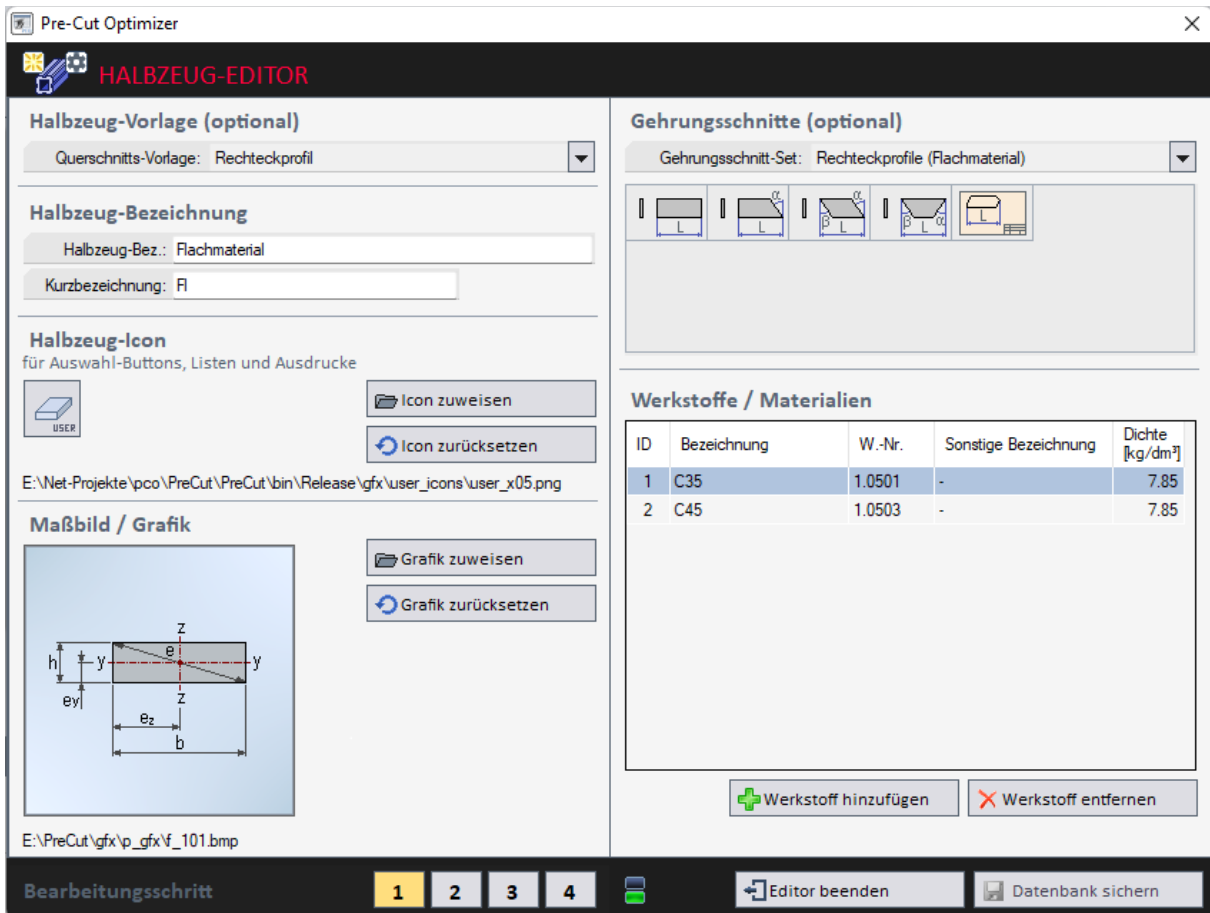 Pre-Cut Optimizer
HALBZEUG-EDITOR
Halbzeug-Vorlage (optional)
Querschnitts-Vorlage: Rechteckprofil
Halbzeug-Bezeichnung
Halbzeug-Bez.: Flachmaterial
Kurzbezeichnung: Fl
Halbzeug-Icon
für Auswahl-Buttons, Listen und Ausdrucke
USER
Icon zuweisen
Icon zurücksetzen
E:\Net-Projekte\pco\PreCut\PreCut\bin\Release\gfx\user_icons\user_x05.png
Maßbild / Grafik
Grafik zuweisen
Grafik zurücksetzen
z
z
h
y
e
y
ey
z
ez
b
E:\PreCut\gfx\p_gfx\f_101.bmp
Gehrungsschnitte (optional)
Gehrungsschnitt-Set: Rechteckprofile (Flachmaterial)
L
α L
α β L
β L α
L
Werkstoffe / Materialien
ID Bezeichnung W.-Nr. Sonstige Bezeichnung Dichte [kg/dm³]
1 C35 1.0501 - 7.85
2 C45 1.0503 - 7.85
Werkstoff hinzufügen Werkstoff entfernen
Bearbeitungsschritt 1 2 3 4 Editor beenden Datenbank sichern